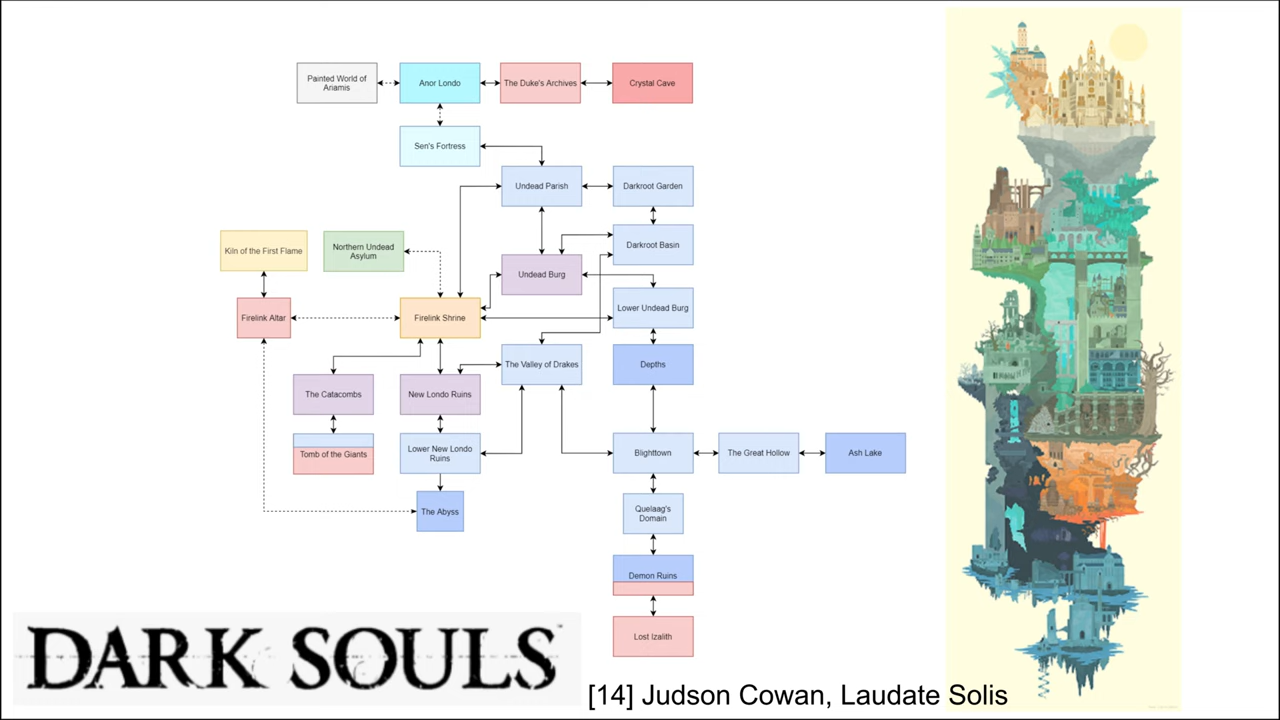 Painted World of
Ariamis
Anor Londo
The Duke's Archives
Crystal Cave
Sen's Fortress
Undead Parish
Darkroot Garden
Kiln of the First Flame
Northern Undead
Asylum
Darkroot Basin
Undead Burg
Firelink Altar
Firelink Shrine
Lower Undead Burg
The Valley of Drakes
Depths
The Catacombs
New Londo Ruins
Tomb of the Giants
Lower New Londo
Ruins
Blighttown
The Great Hollow
Ash Lake
The Abyss
Quelaag's
Domain
Demon Ruins
Lost Izalith
DARK SOULS
[14] Judson Cowan, Laudate Solis